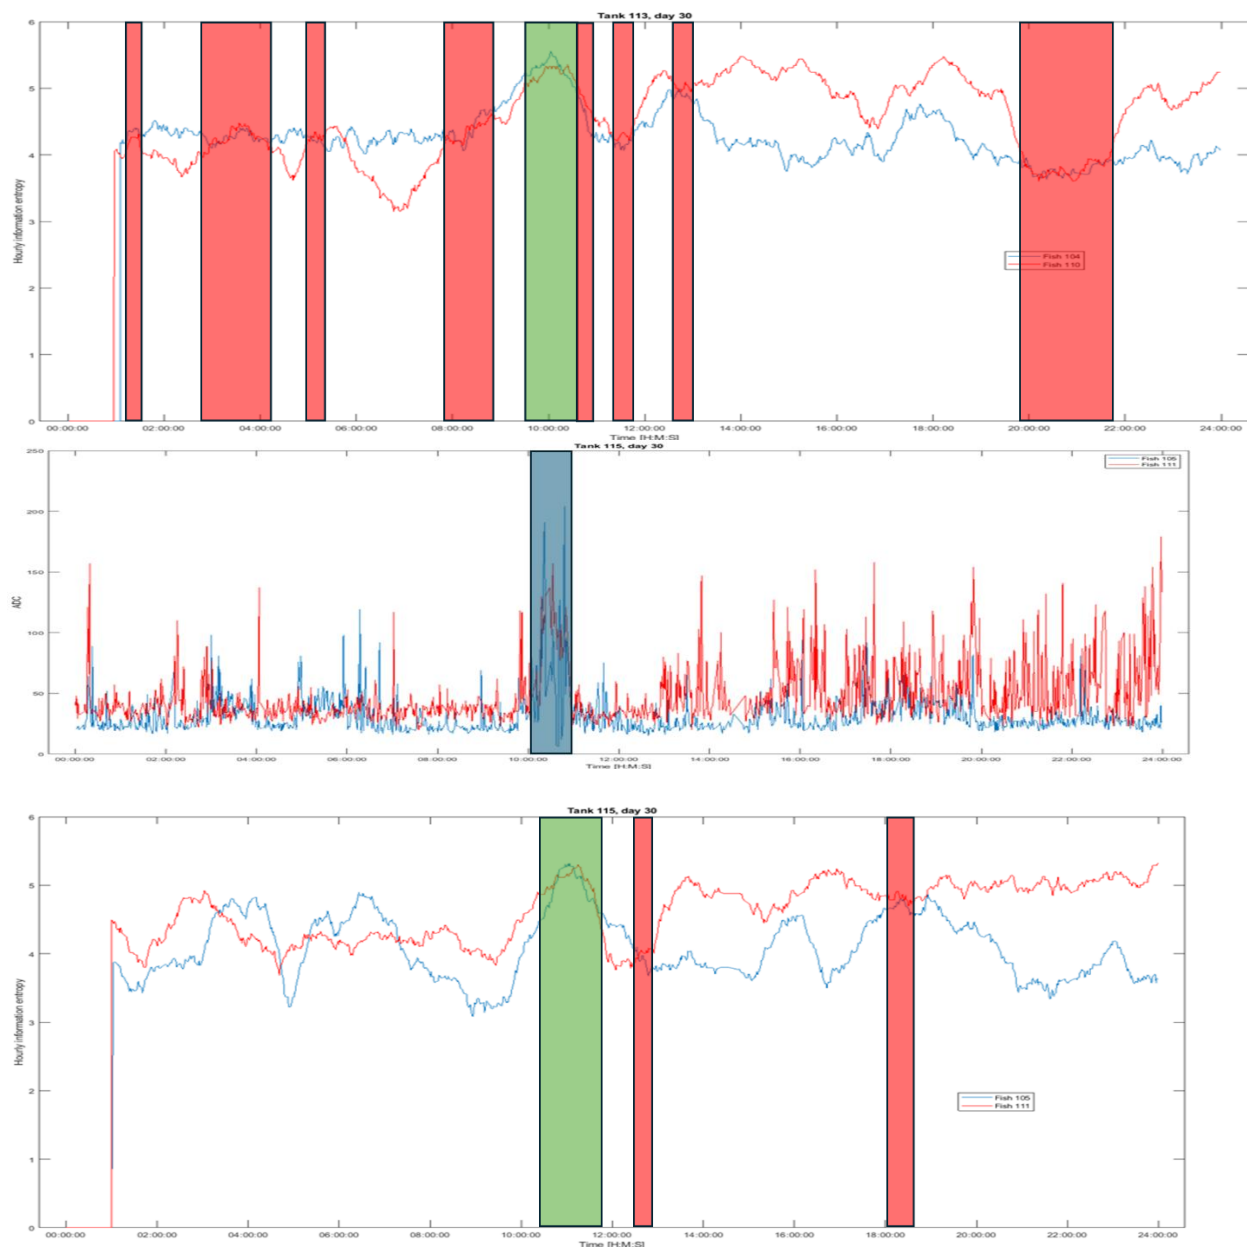 Tank 113, day 30
6
5
4
3
2
1
0
Hourly information entropy
Fish 104
Fish 110
00:00:00 02:00:00 04:00:00 06:00:00 08:00:00 10:00:00 12:00:00 14:00:00 16:00:00 18:00:00 20:00:00 22:00:00 24:00:00
Time [H:M:S]
Tank 115, day 30
250
200
150
100
50
0
ADC
Fish 105
Fish 111
00:00:00 02:00:00 04:00:00 06:00:00 08:00:00 10:00:00 12:00:00 14:00:00 16:00:00 18:00:00 20:00:00 22:00:00 24:00:00
Time [H:M:S]
Tank 115, day 30
6
5
4
3
2
1
0
Hourly information entropy
Fish 105
Fish 111
00:00:00 02:00:00 04:00:00 06:00:00 08:00:00 10:00:00 12:00:00 14:00:00 16:00:00 18:00:00 20:00:00 22:00:00 24:00:00
Time [H:M:S]